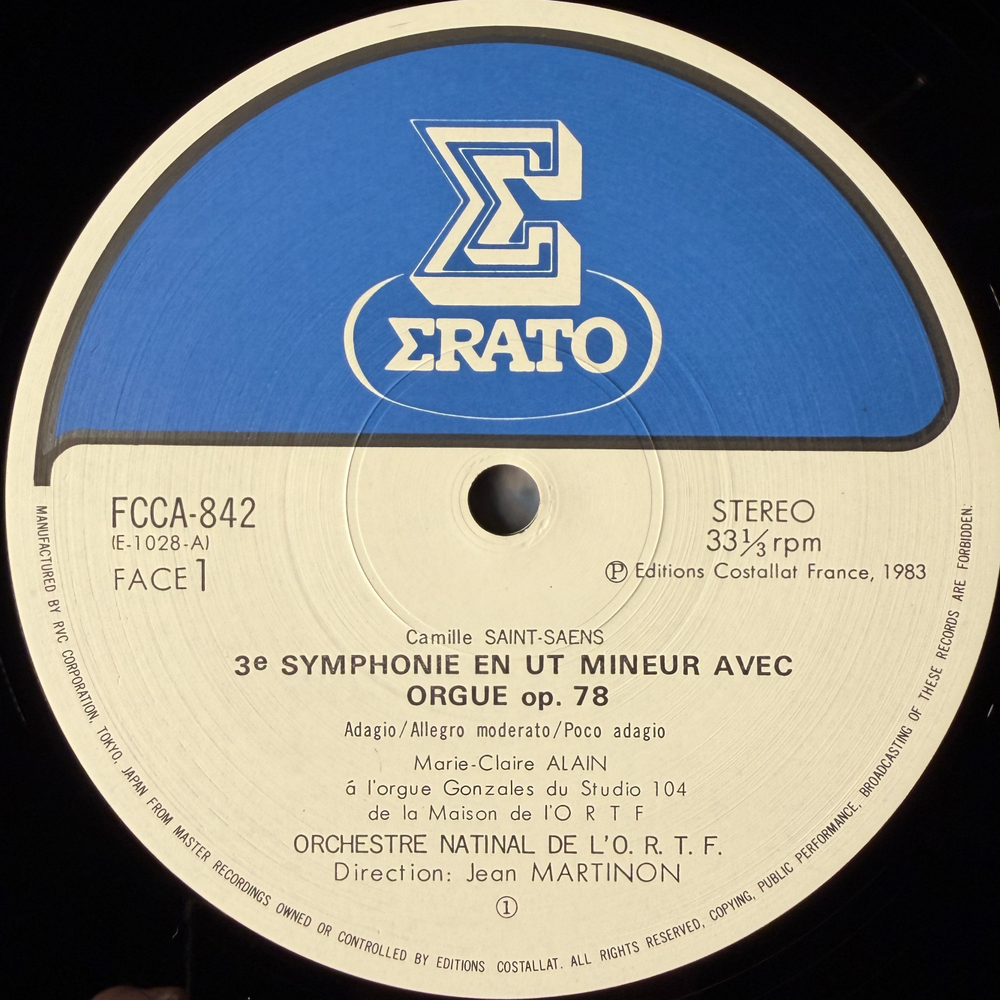 Σ
ΣRATO
FCCA-842
(E-1028-A)
FACE 1
STEREO
33 1/3 rpm
Ⓟ Editions Costallat France, 1983
Camille SAINT-SAENS
3e SYMPHONIE EN UT MINEUR AVEC
ORGUE op. 78
Adagio/Allegro moderato/Poco adagio
Marie-Claire ALAIN
á l'orgue Gonzales du Studio 104
de la Maison de l'O R T F
ORCHESTRE NATINAL DE L'O. R. T. F.
Direction: Jean MARTINON
①
MANUFACTURED BY RVC CORPORATION, TOKYO, JAPAN FROM MASTER RECORDINGS OWNED OR CONTROLLED BY EDITIONS COSTALLAT. ALL RIGHTS RESERVED, COPYING, PUBLIC PERFORMANCE, BROADCASTING OF THESE RECORDS ARE FORBIDDEN.